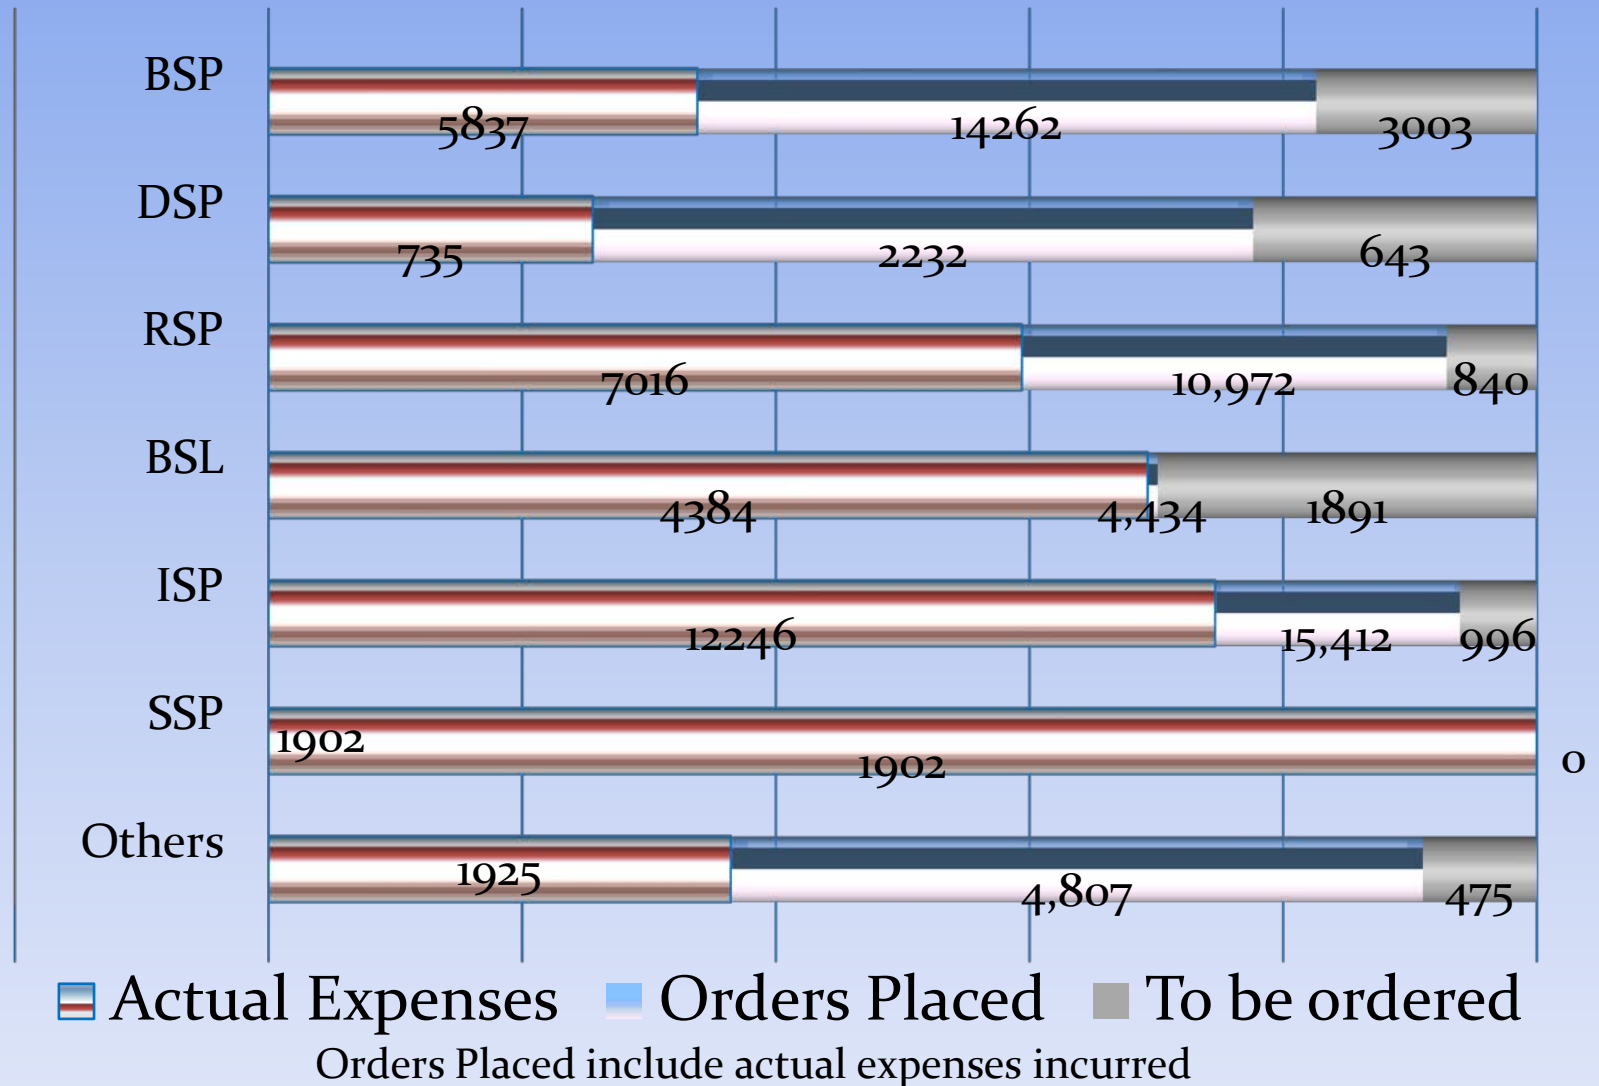 BSP 5837 14262 3003
DSP 735 2232 643
RSP 7016 10,972 840
BSL 4384 4,434 1891
ISP 12246 15,412 996
SSP 1902 1902 0
Others 1925 4,807 475
Actual Expenses Orders Placed To be ordered
Orders Placed include actual expenses incurred